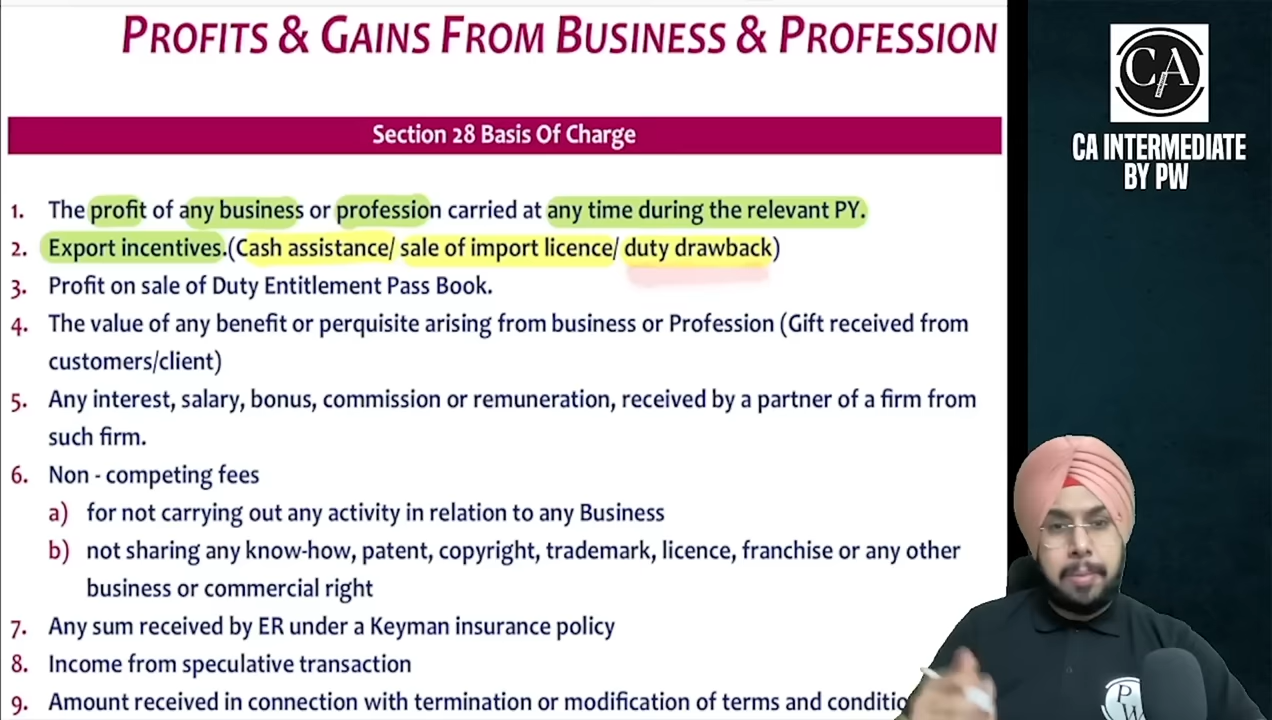 PROFITS & GAINS FROM BUSINESS & PROFESSION
Section 28 Basis Of Charge
1. The profit of any business or profession carried at any time during the relevant PY.
2. Export incentives.(Cash assistance/ sale of import licence/ duty drawback)
3. Profit on sale of Duty Entitlement Pass Book.
4. The value of any benefit or perquisite arising from business or Profession (Gift received from
customers/client)
5. Any interest, salary, bonus, commission or remuneration, received by a partner of a firm from
such firm.
6. Non - competing fees
a) for not carrying out any activity in relation to any Business
b) not sharing any know-how, patent, copyright, trademark, licence, franchise or any other
business or commercial right
7. Any sum received by ER under a Keyman insurance policy
8. Income from speculative transaction
9. Amount received in connection with termination or modification of terms and conditio
CA
CA INTERMEDIATE
BY PW
P
W